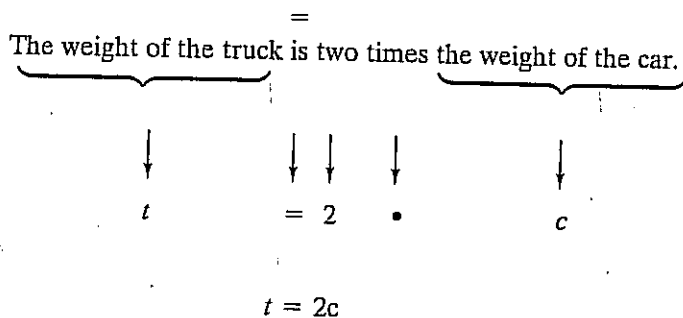 =
The weight of the truck is two times the weight of the car.
t = 2 • c
t = 2c